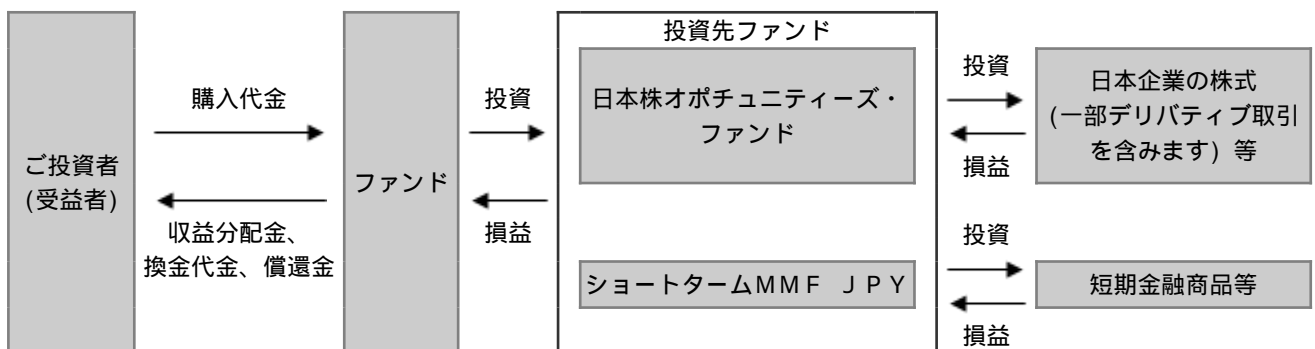 ご投資者
(受益者)
購入代金
収益分配金、
換金代金、償還金
ファンド
投資
損益
投資先ファンド
日本株オポチュニティーズ・
ファンド
ショートタームＭＭＦ ＪＰＹ
投資
損益
日本企業の株式
(一部デリバティブ取引
を含みます) 等
投資
損益
短期金融商品等